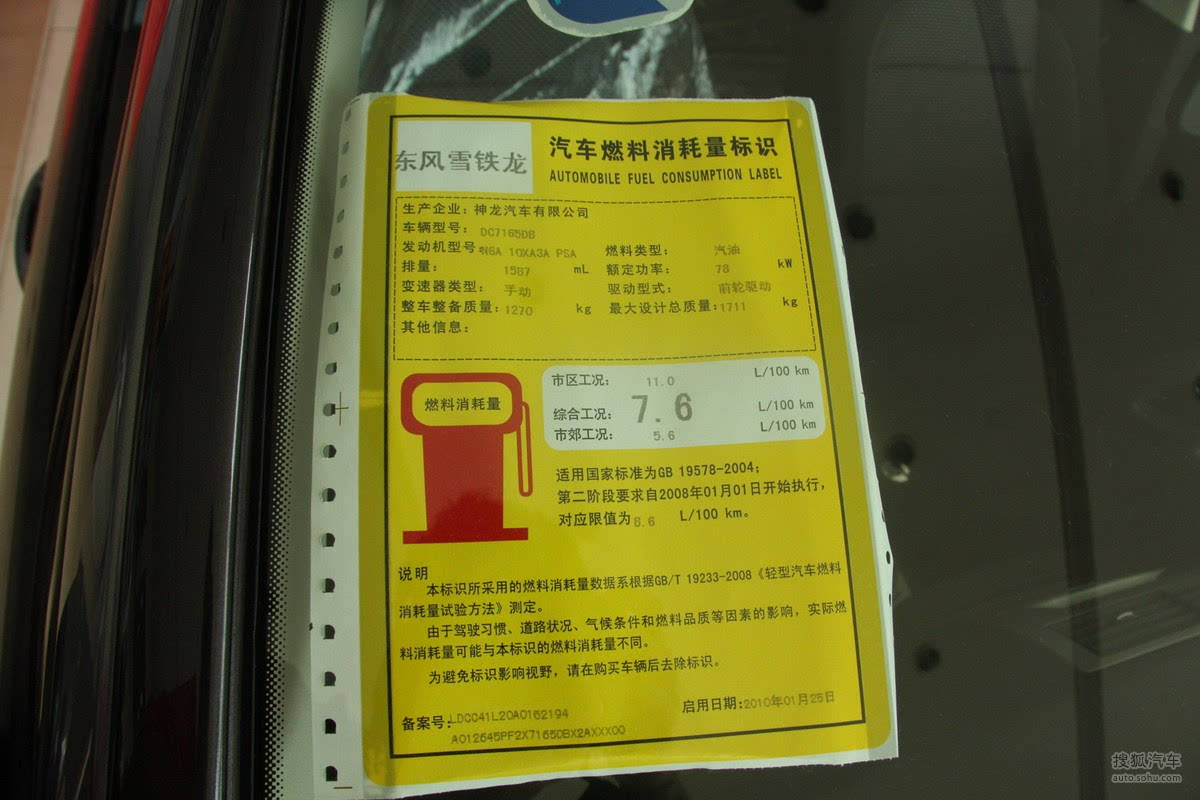 东风雪铁龙
汽车燃料消耗量标识
AUTOMOBILE FUEL CONSUMPTION LABEL
生产企业：神龙汽车有限公司
车辆型号：DC7165DB
发动机型号：N6A 10XA3A PSA 燃料类型：汽油
排量：1587 mL 额定功率：78 kW
变速器类型：手动 驱动型式：前轮驱动
整车整备质量：1270 kg 最大设计总质量：1711 kg
其他信息：
燃料消耗量
市区工况：11.0 L/100 km
综合工况：7.6 L/100 km
市郊工况：5.6 L/100 km
适用国家标准为GB 19578-2004；
第二阶段要求自2008年01月01日开始执行，
对应限值为8.6 L/100 km。
说明
本标识所采用的燃料消耗量数据系根据GB/T 19233-2008《轻型汽车燃料
消耗量试验方法》测定。
由于驾驶习惯、道路状况、气候条件和燃料品质等因素的影响，实际燃
料消耗量可能与本标识的燃料消耗量不同。
为避免标识影响视野，请在购买车辆后去除标识。
备案号：LDCC41L20A0162194 启用日期：2010年01月25日
A012645PF2X7165DBX2AXXX00
搜狐汽车
auto.sohu.com